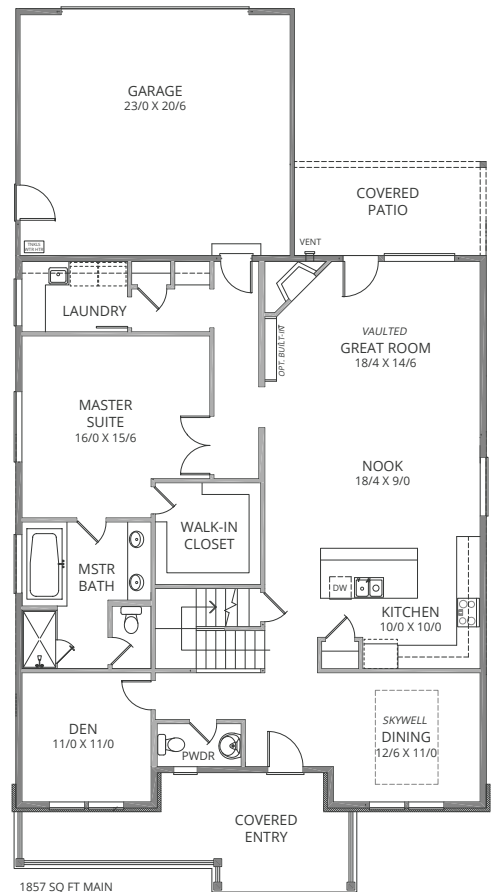 GARAGE
23/0 X 20/6
COVERED
PATIO
VENT
LAUNDRY
OPT. BUILT-IN
VAULTED
GREAT ROOM
18/4 X 14/6
MASTER
SUITE
16/0 X 15/6
NOOK
18/4 X 9/0
WALK-IN
CLOSET
MSTR
BATH
DW
KITCHEN
10/0 X 10/0
DEN
11/0 X 11/0
PWDR
SKYWELL
DINING
12/6 X 11/0
COVERED
ENTRY
1857 SQ FT MAIN